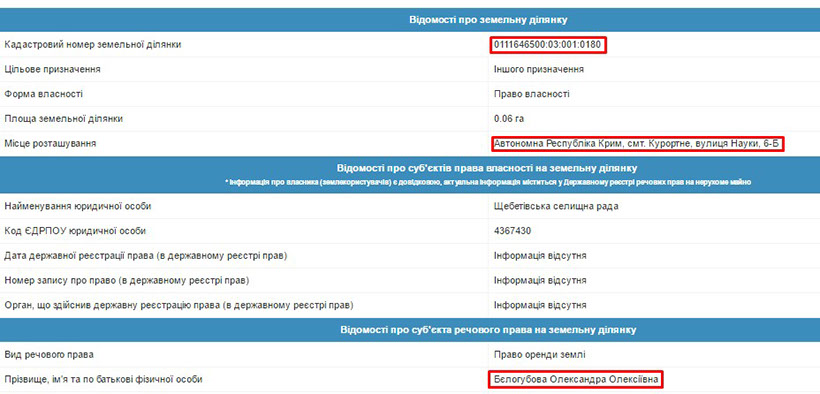 Відомості про земельну ділянку
Кадастровий номер земельної ділянки 0111646500:03:001:0180
Цільове призначення Іншого призначення
Форма власності Право власності
Площа земельної ділянки 0.06 га
Місце розташування Автономна Республіка Крим, смт. Курортне, вулиця Науки, 6-Б
Відомості про суб'єктів права власності на земельну ділянку
* Інформація про власника (землекористувачів) є довідковою, актуальна інформація міститься у Державному реєстрі речових прав на нерухоме майно
Найменування юридичної особи Щебетівська селищна рада
Код ЄДРПОУ юридичної особи 4367430
Дата державної реєстрації права (в державному реєстрі прав) Інформація відсутня
Номер запису про право (в державному реєстрі прав) Інформація відсутня
Орган, що здійснив державну реєстрацію права (в державному реєстрі прав) Інформація відсутня
Відомості про суб'єкта речового права на земельну ділянку
Вид речового права Право оренди землі
Прізвище, ім'я та по батькові фізичної особи Бєлогубова Олександра Олексіївна